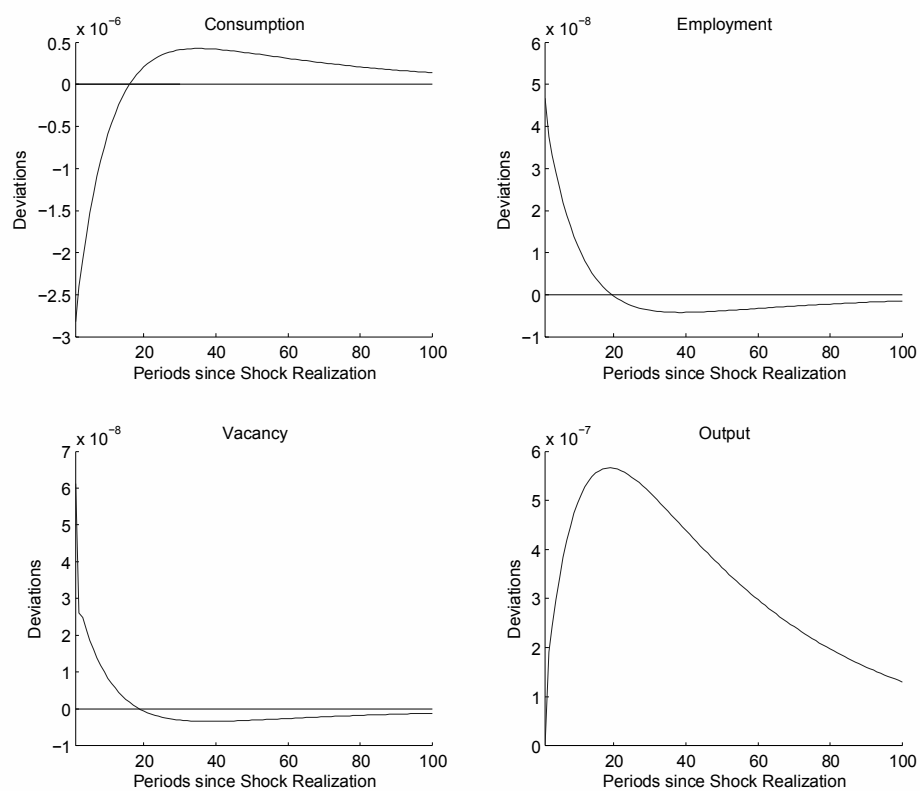 Consumption
x 10⁻⁶
0.5
0
−0.5
−1
−1.5
−2
−2.5
−3
Deviations
20 40 60 80 100
Periods since Shock Realization
Employment
x 10⁻⁸
6
5
4
3
2
1
0
−1
Deviations
20 40 60 80 100
Periods since Shock Realization
Vacancy
x 10⁻⁸
7
6
5
4
3
2
1
0
−1
Deviations
20 40 60 80 100
Periods since Shock Realization
Output
x 10⁻⁷
6
5
4
3
2
1
0
Deviations
20 40 60 80 100
Periods since Shock Realization